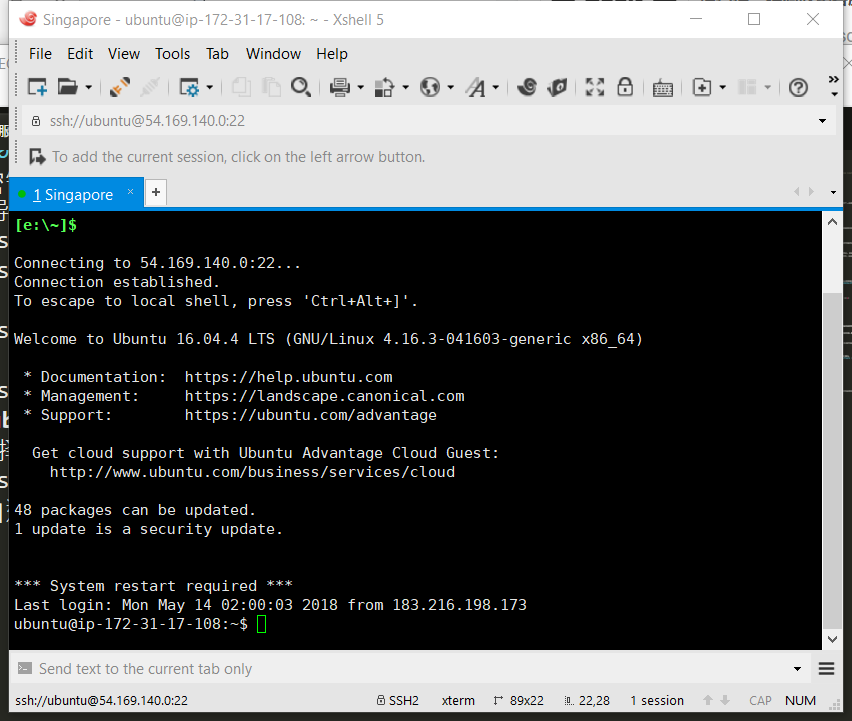 Singapore - ubuntu@ip-172-31-17-108: ~ - Xshell 5
File Edit View Tools Tab Window Help
ssh://ubuntu@54.169.140.0:22
To add the current session, click on the left arrow button.
1 Singapore × +
[e:\~]$
Connecting to 54.169.140.0:22...
Connection established.
To escape to local shell, press 'Ctrl+Alt+]'.
Welcome to Ubuntu 16.04.4 LTS (GNU/Linux 4.16.3-041603-generic x86_64)
* Documentation:  https://help.ubuntu.com
* Management:     https://landscape.canonical.com
* Support:        https://ubuntu.com/advantage
Get cloud support with Ubuntu Advantage Cloud Guest:
http://www.ubuntu.com/business/services/cloud
48 packages can be updated.
1 update is a security update.
*** System restart required ***
Last login: Mon May 14 02:00:03 2018 from 183.216.198.173
ubuntu@ip-172-31-17-108:~$
Send text to the current tab only
ssh://ubuntu@54.169.140.0:22 SSH2 xterm 89x22 22,28 1 session CAP NUM